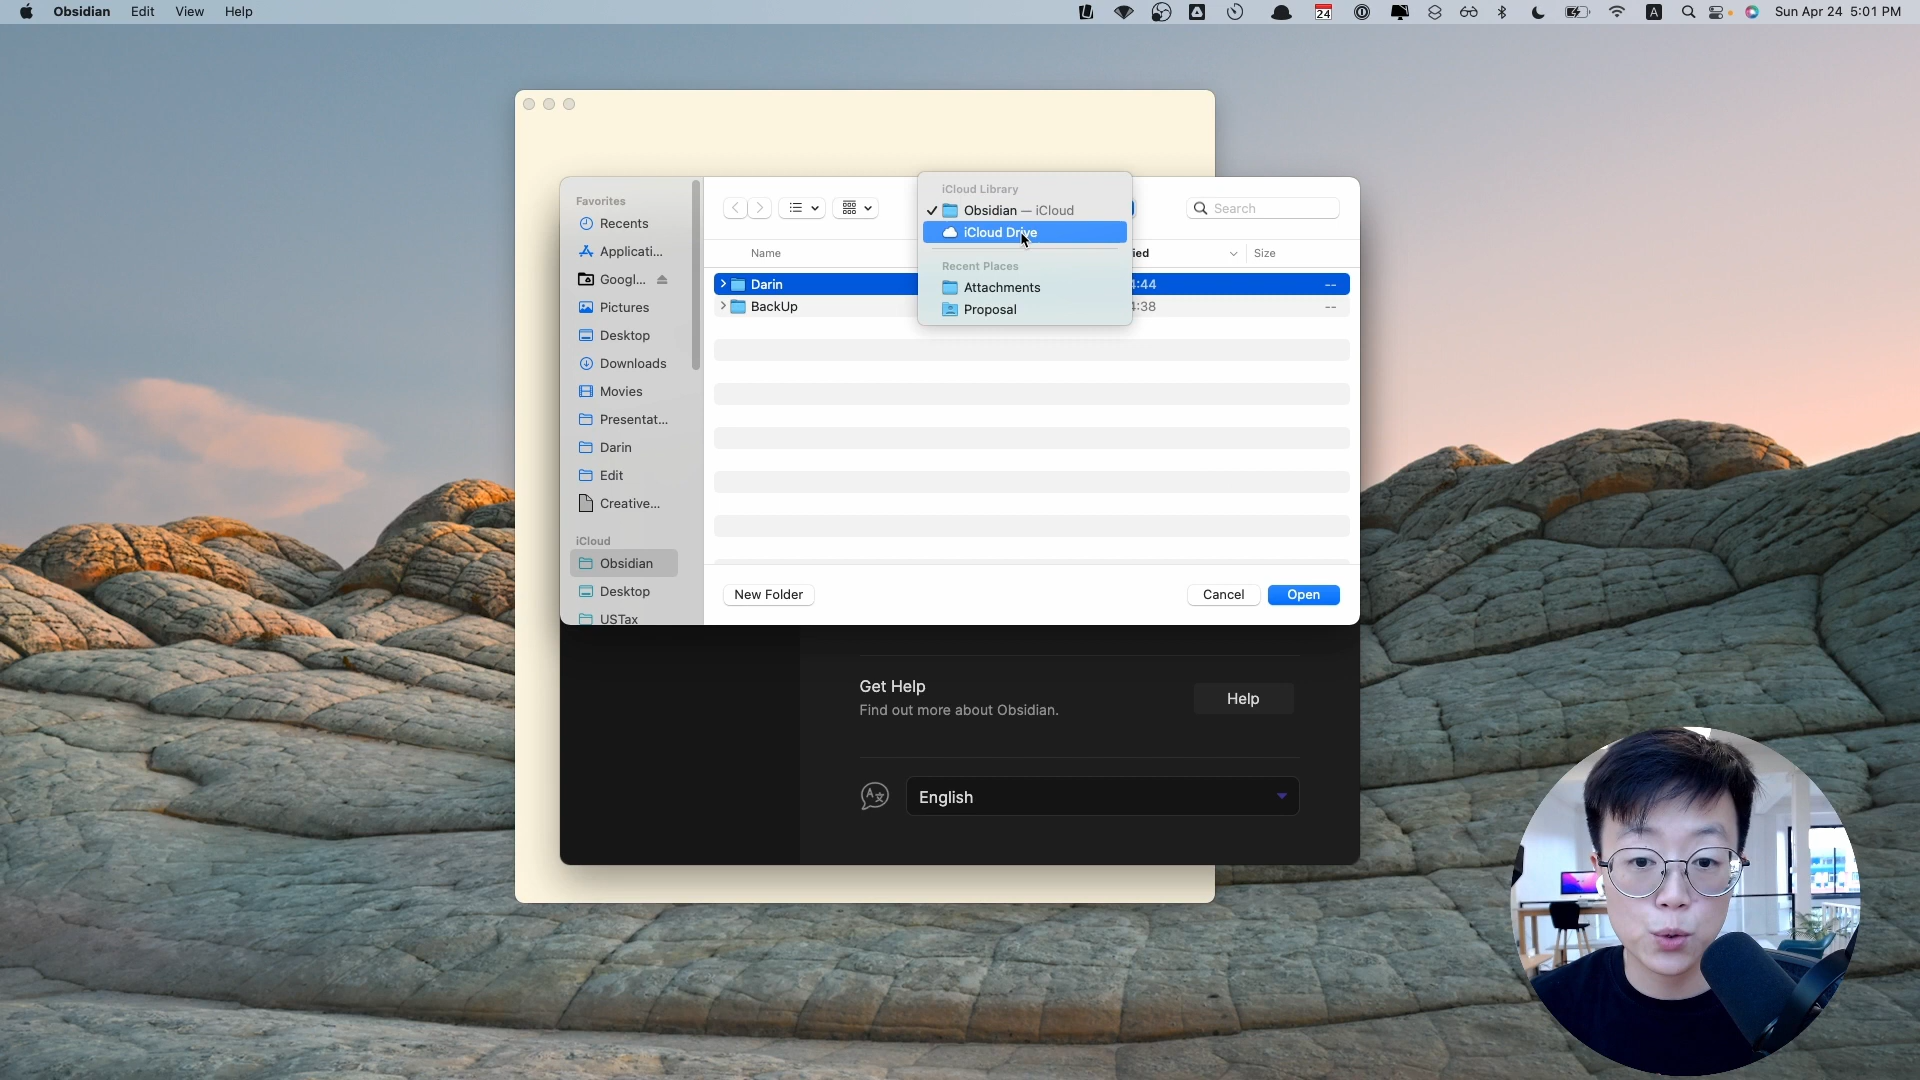 Obsidian Edit View Help
24
A
Sun Apr 24 5:01 PM
Favorites
Recents
Applicati...
Googl...
Pictures
Desktop
Downloads
Movies
Presentat...
Darin
Edit
Creative...
iCloud
Obsidian
Desktop
USTax
iCloud Library
Obsidian — iCloud
iCloud Drive
Recent Places
Attachments
Proposal
Search
Name
ied
Size
Darin
:44
--
BackUp
:38
--
New Folder
Cancel
Open
Get Help
Find out more about Obsidian.
Help
English